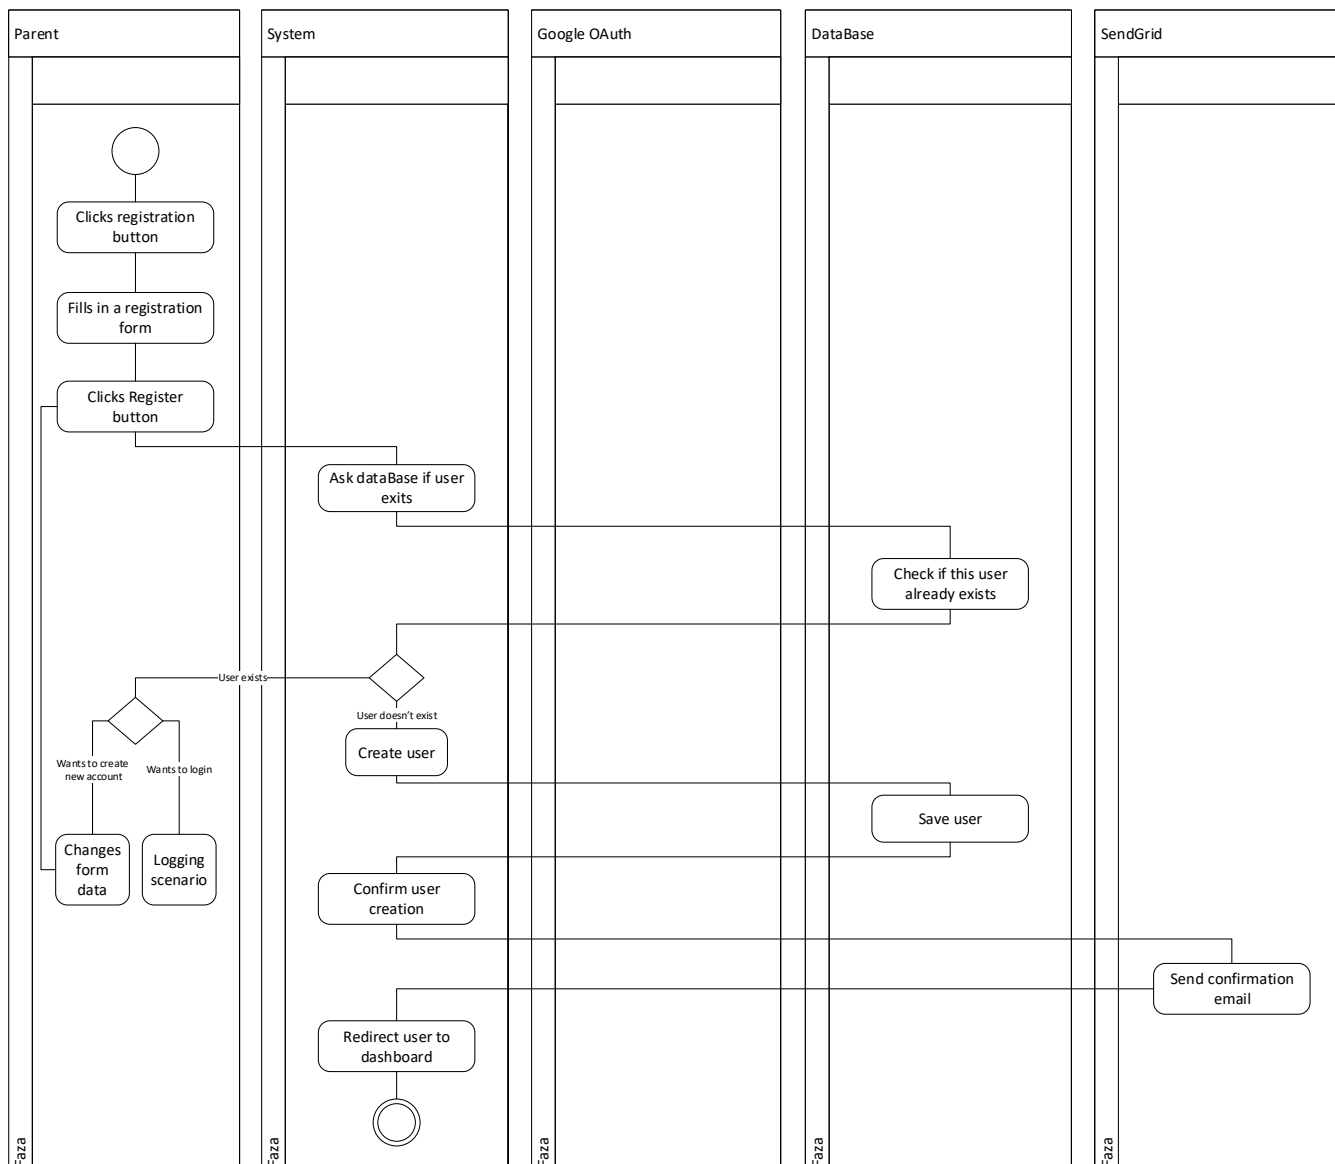 Parent
System
Google OAuth
DataBase
SendGrid
Clicks registration
button
Fills in a registration
form
Clicks Register
button
Ask dataBase if user
exits
Check if this user
already exists
User exists
User doesn't exist
Create user
Wants to create
new account
Wants to login
Save user
Changes
form
data
Logging
scenario
Confirm user
creation
Send confirmation
email
Redirect user to
dashboard
Faza
Faza
Faza
Faza
Faza